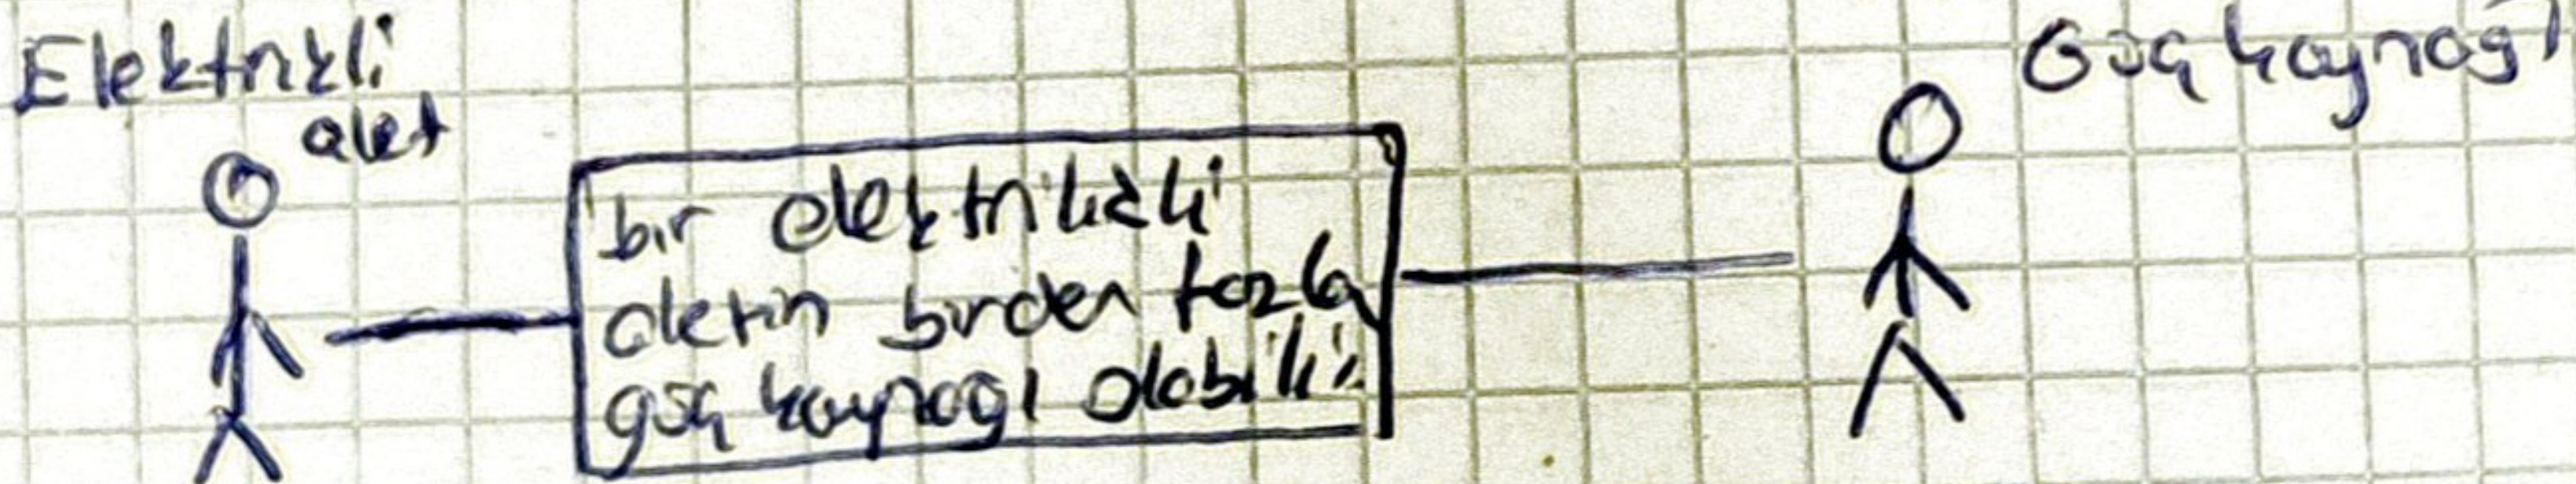 Elektrikli
alet
Güç kaynağı
bir elektrikli
aletin birden fazla
güç kaynağı olabilir.